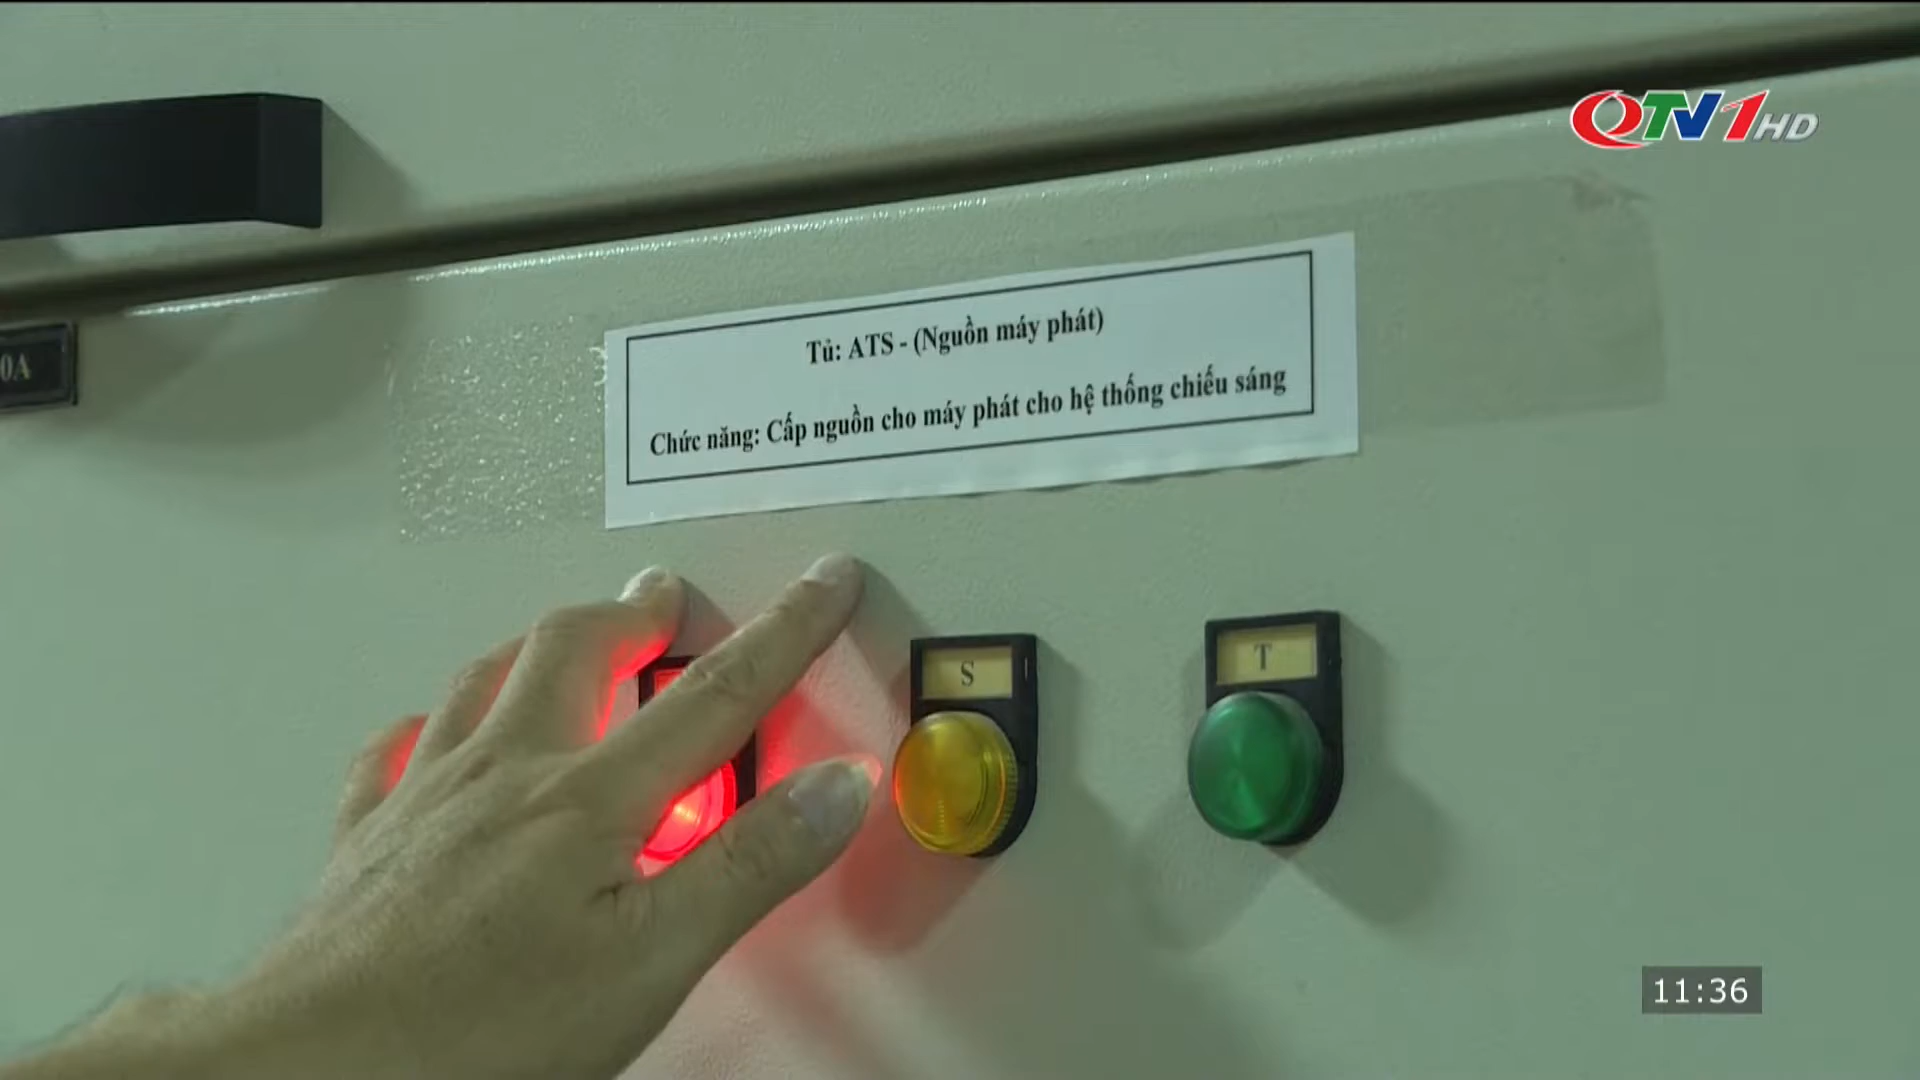 QTV1HD
0A
Tủ: ATS - (Nguồn máy phát)
Chức năng: Cấp nguồn cho máy phát cho hệ thống chiếu sáng
S
T
11:36